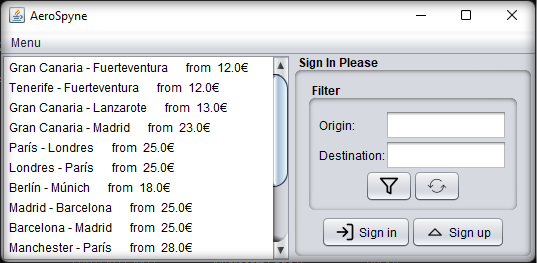 AeroSpyne
Menu
Gran Canaria - Fuerteventura from 12.0€
Tenerife - Fuerteventura from 12.0€
Gran Canaria - Lanzarote from 13.0€
Gran Canaria - Madrid from 23.0€
París - Londres from 25.0€
Londres - París from 25.0€
Berlín - Múnich from 18.0€
Madrid - Barcelona from 25.0€
Barcelona - Madrid from 25.0€
Manchester - París from 28.0€
Sign In Please
Filter
Origin:
Destination:
Sign in
Sign up